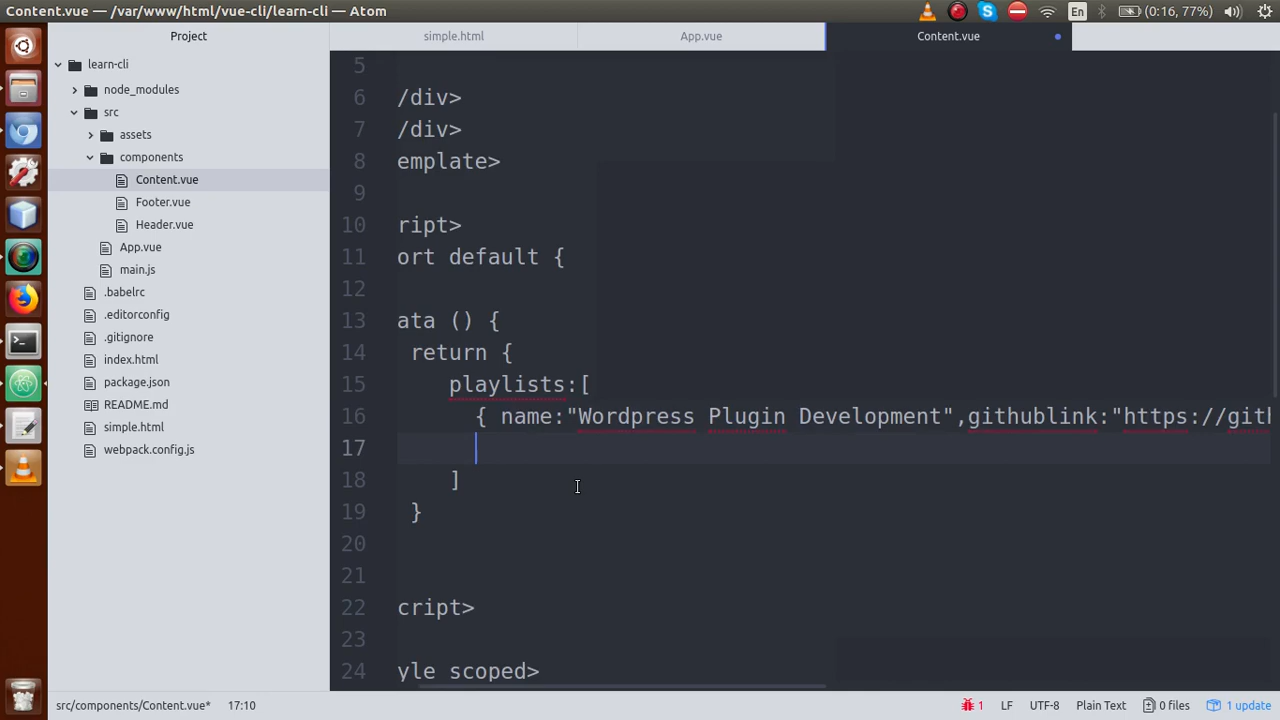 Content.vue — /var/www/html/vue-cli/learn-cli — Atom
En
(0:16, 77%)
Project
simple.html
App.vue
Content.vue
learn-cli
node_modules
src
assets
components
Content.vue
Footer.vue
Header.vue
App.vue
main.js
.babelrc
.editorconfig
.gitignore
index.html
package.json
README.md
simple.html
webpack.config.js
5
6 /div>
7 /div>
8 emplate>
9
10 ript>
11 ort default {
12
13 ata () {
14 return {
15 playlists:[
16 { name:"Wordpress Plugin Development",githublink:"https://gith
17
18 ]
19 }
20
21
22 cript>
23
24 yle scoped>
src/components/Content.vue* 17:10
1 LF UTF-8 Plain Text 0 files 1 update